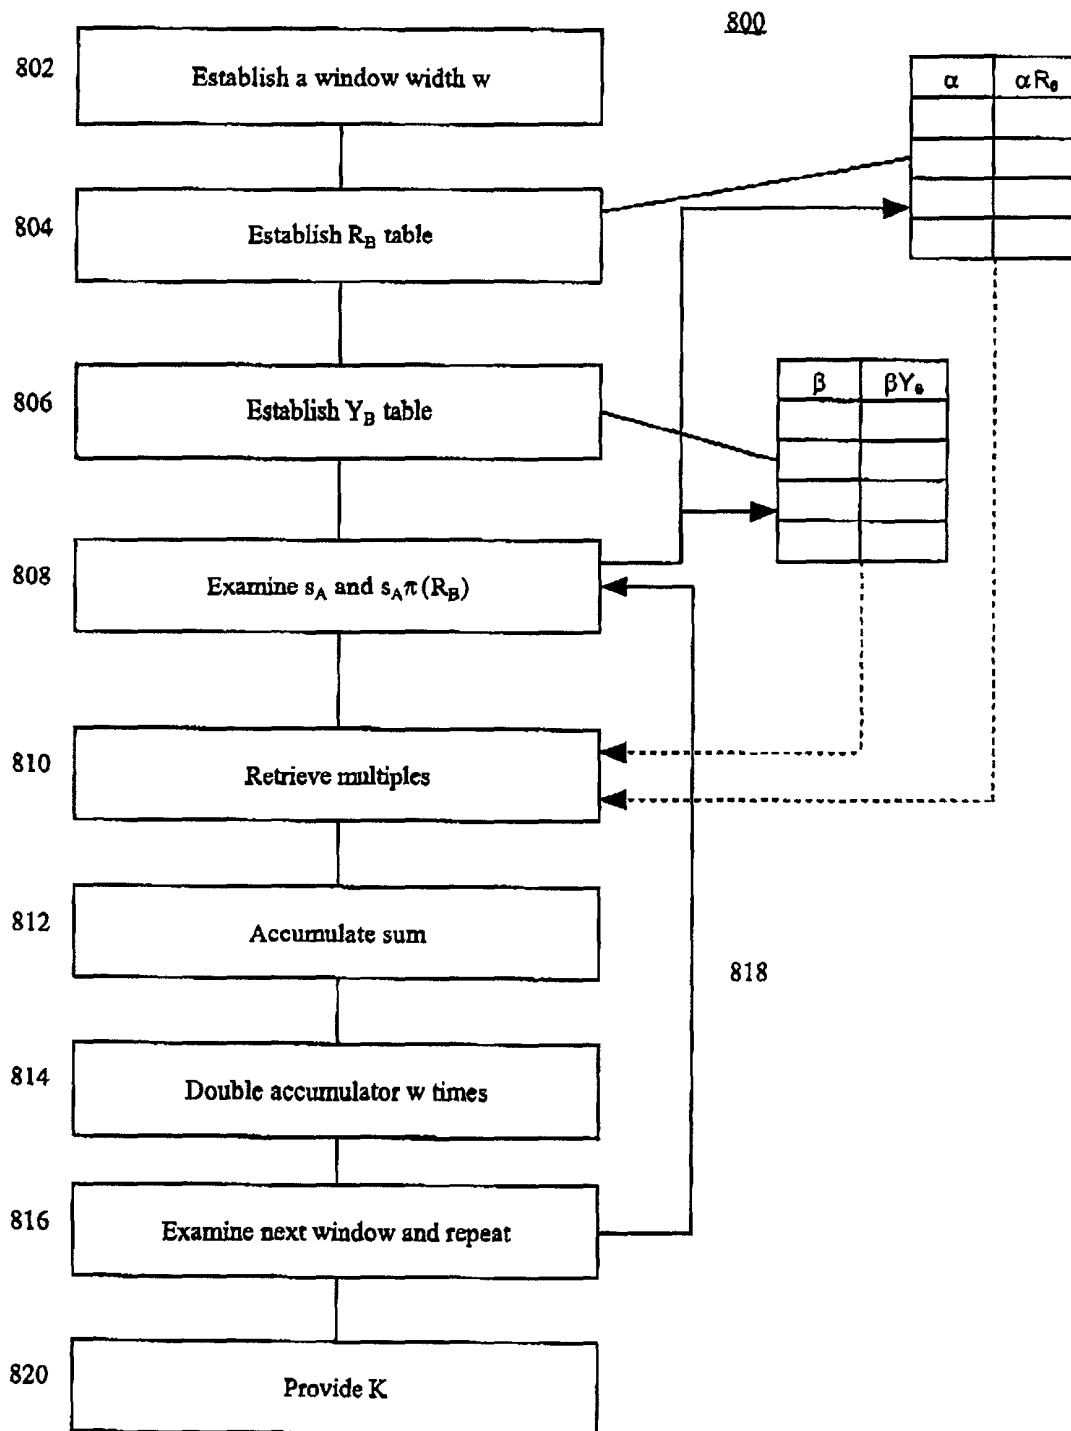 800
802
Establish a window width w
α
αR₈
804
Establish R_B table
806
Establish Y_B table
β
βY₈
808
Examine s_A and s_Aπ(R_B)
810
Retrieve multiples
812
Accumulate sum
818
814
Double accumulator w times
816
Examine next window and repeat
820
Provide K